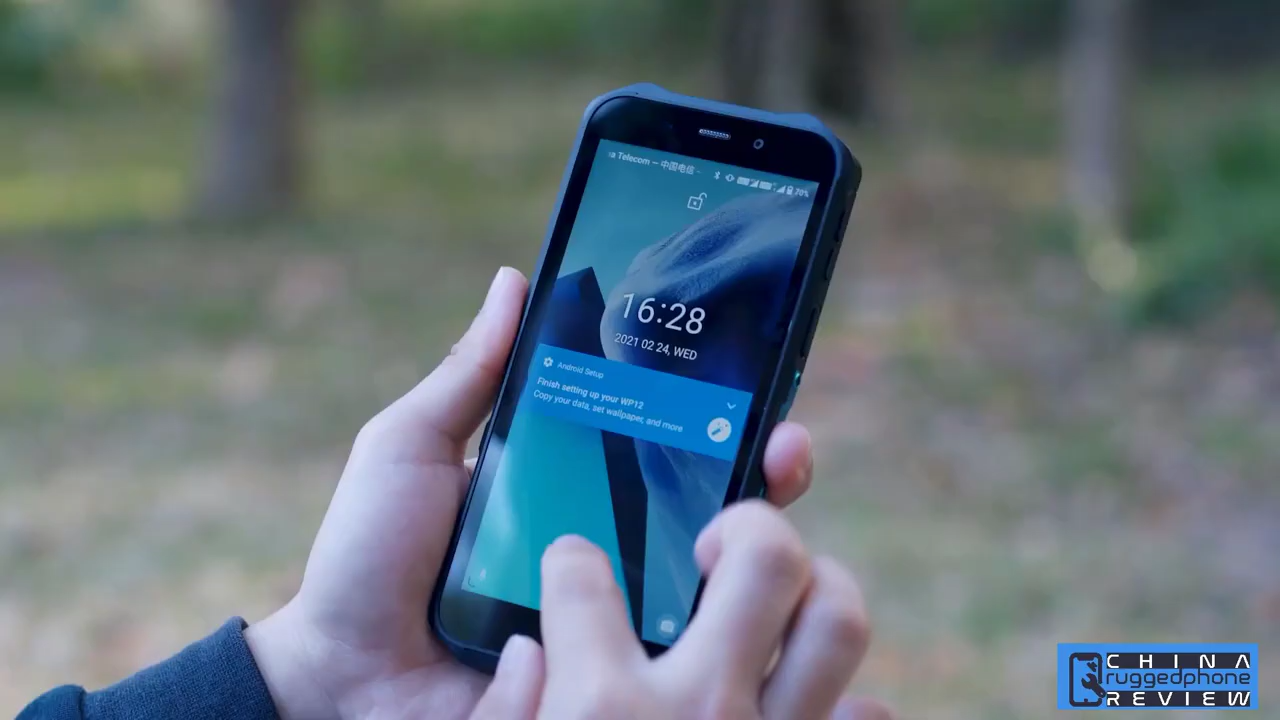 Telecom — 中国电信
70%
16:28
2021 02 24, WED
Android Setup
Finish setting up your WP12
Copy your data, set wallpaper, and more
CHINA
ruggedphone
REVIEW